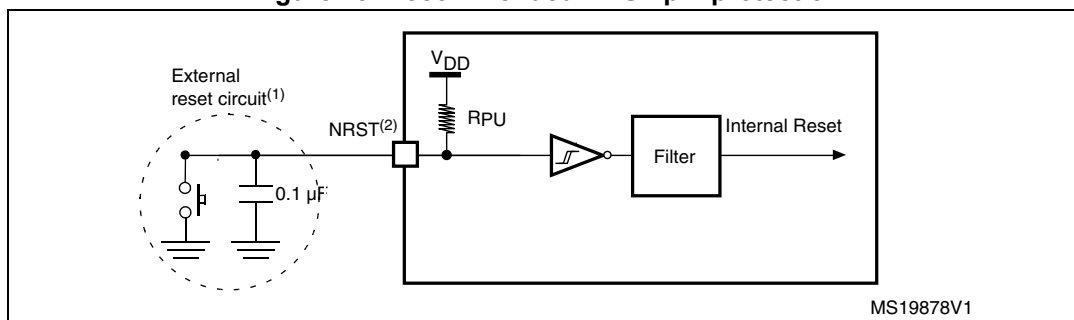 External
reset circuit(1)
VDD
RPU
NRST(2)
Internal Reset
Filter
0.1 µF
MS19878V1